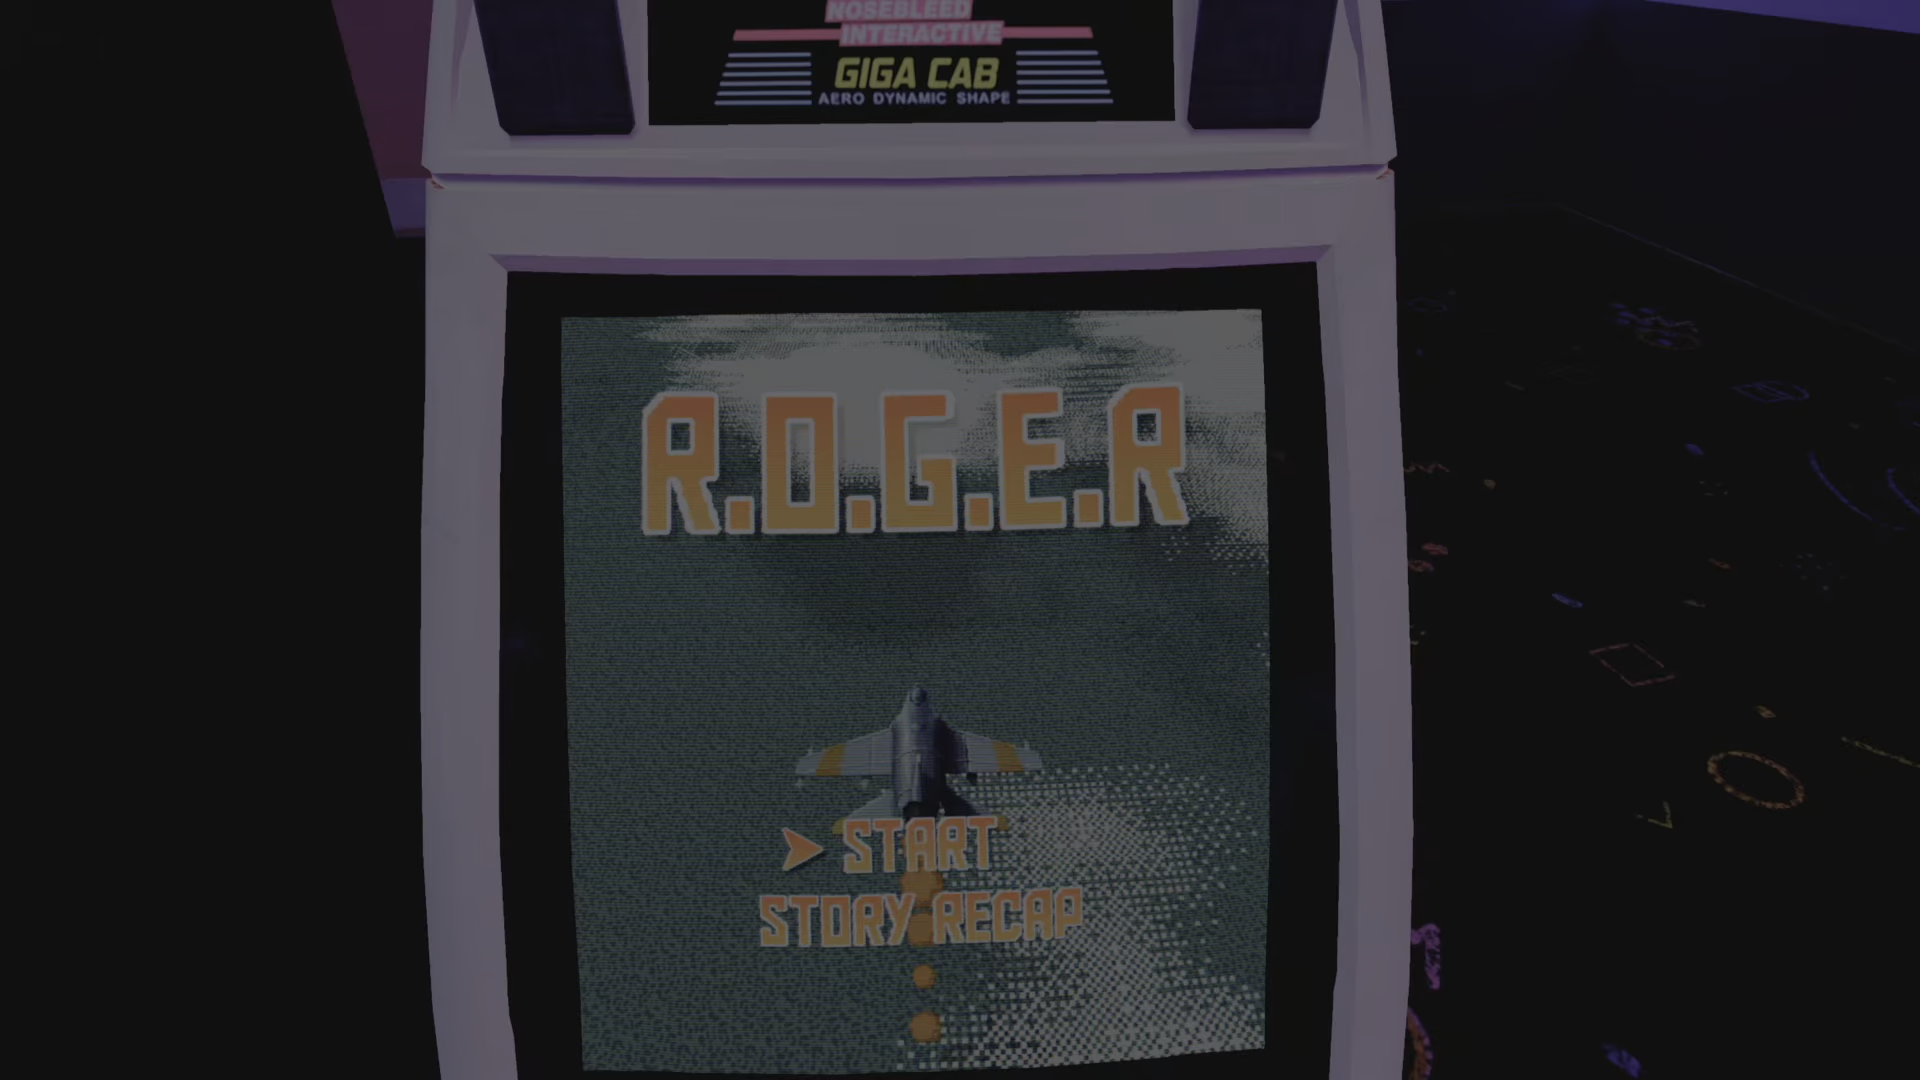 NOSEBLEED
INTERACTIVE
GIGA CAB
AERO DYNAMIC SHAPE
R.O.G.E.R
START
STORY RECAP